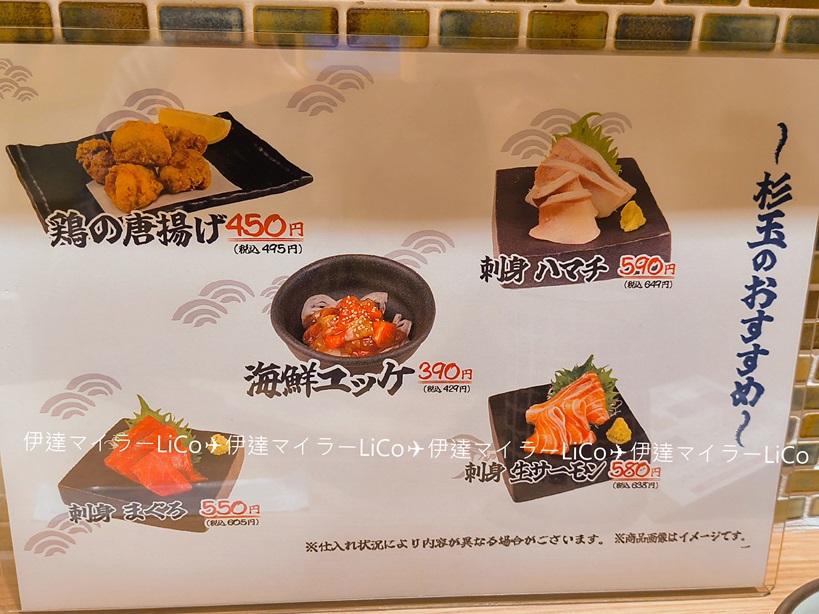 ～杉玉のおすすめ～
鶏の唐揚げ 450円
(税込 495円)
刺身 ハマチ 590円
(税込 649円)
海鮮ユッケ 390円
(税込 429円)
伊達マイラーLiCo✈伊達マイラーLiCo✈伊達マイラーLiCo✈伊達マイラーLiCo
刺身 生サーモン 580円
(税込 638円)
刺身 まぐろ 550円
(税込 605円)
※仕入れ状況により内容が異なる場合がございます。 ※商品画像はイメージです。